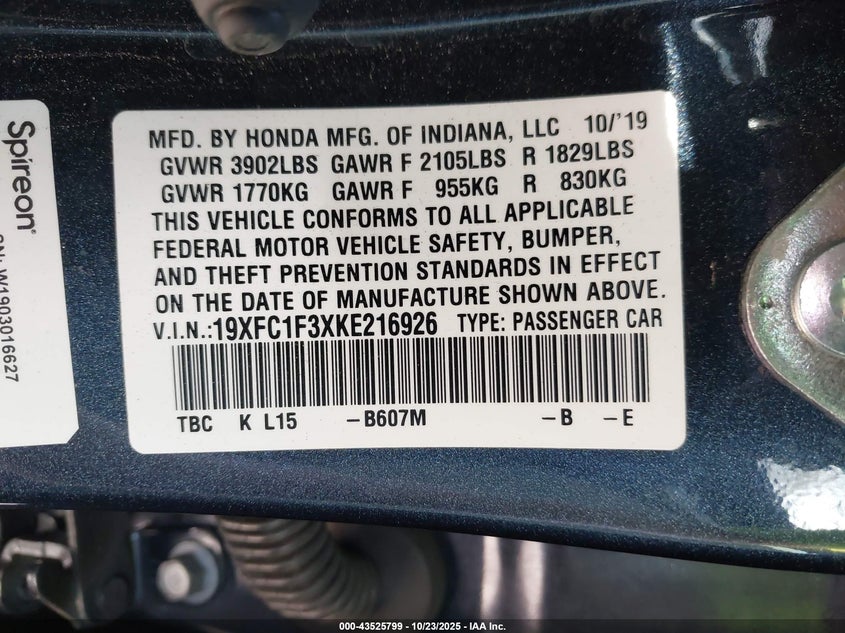 MFD. BY HONDA MFG. OF INDIANA, LLC 10/'19
GVWR 3902LBS GAWR F 2105LBS R 1829LBS
GVWR 1770KG GAWR F 955KG R 830KG
THIS VEHICLE CONFORMS TO ALL APPLICABLE
FEDERAL MOTOR VEHICLE SAFETY, BUMPER,
AND THEFT PREVENTION STANDARDS IN EFFECT
ON THE DATE OF MANUFACTURE SHOWN ABOVE.
V.I.N.:19XFC1F3XKE216926 TYPE: PASSENGER CAR
TBC K L15 -B607M -B -E
Spireon®
W1903016627
000-43525799 - 10/23/2025 - IAA Inc.